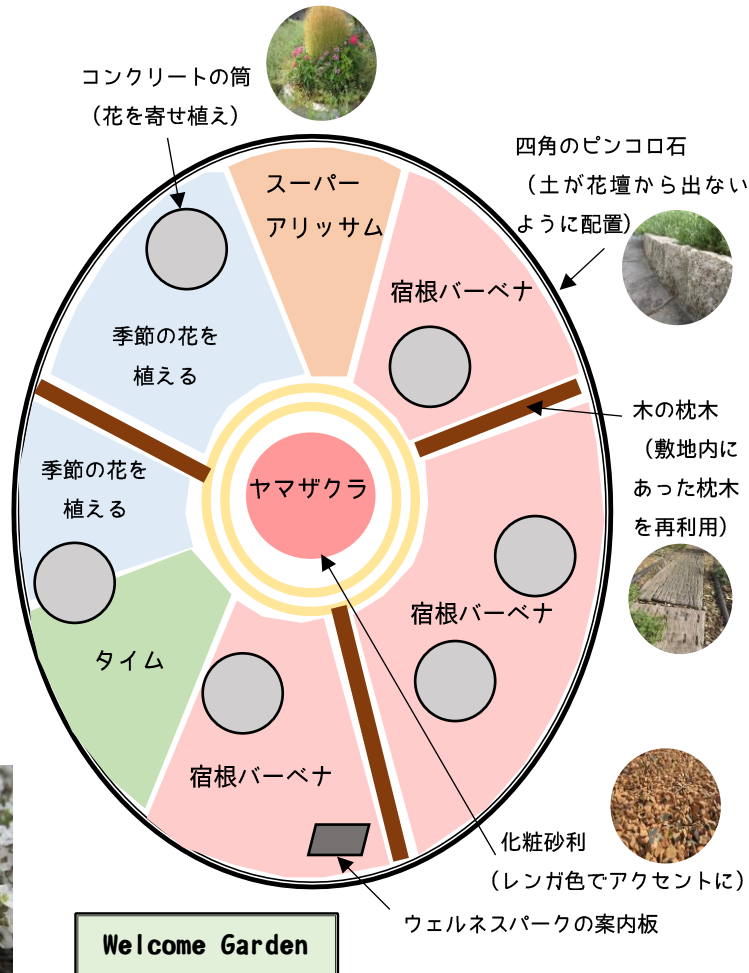 コンクリートの筒
（花を寄せ植え）
四角のピンコロ石
（土が花壇から出ない
ように配置）
スーパー
アリッサム
宿根バーベナ
季節の花を
植える
木の枕木
（敷地内に
あった枕木
を再利用）
季節の花を
植える
ヤマザクラ
宿根バーベナ
タイム
宿根バーベナ
化粧砂利
（レンガ色でアクセントに）
ウェルネスパークの案内板
Welcome Garden